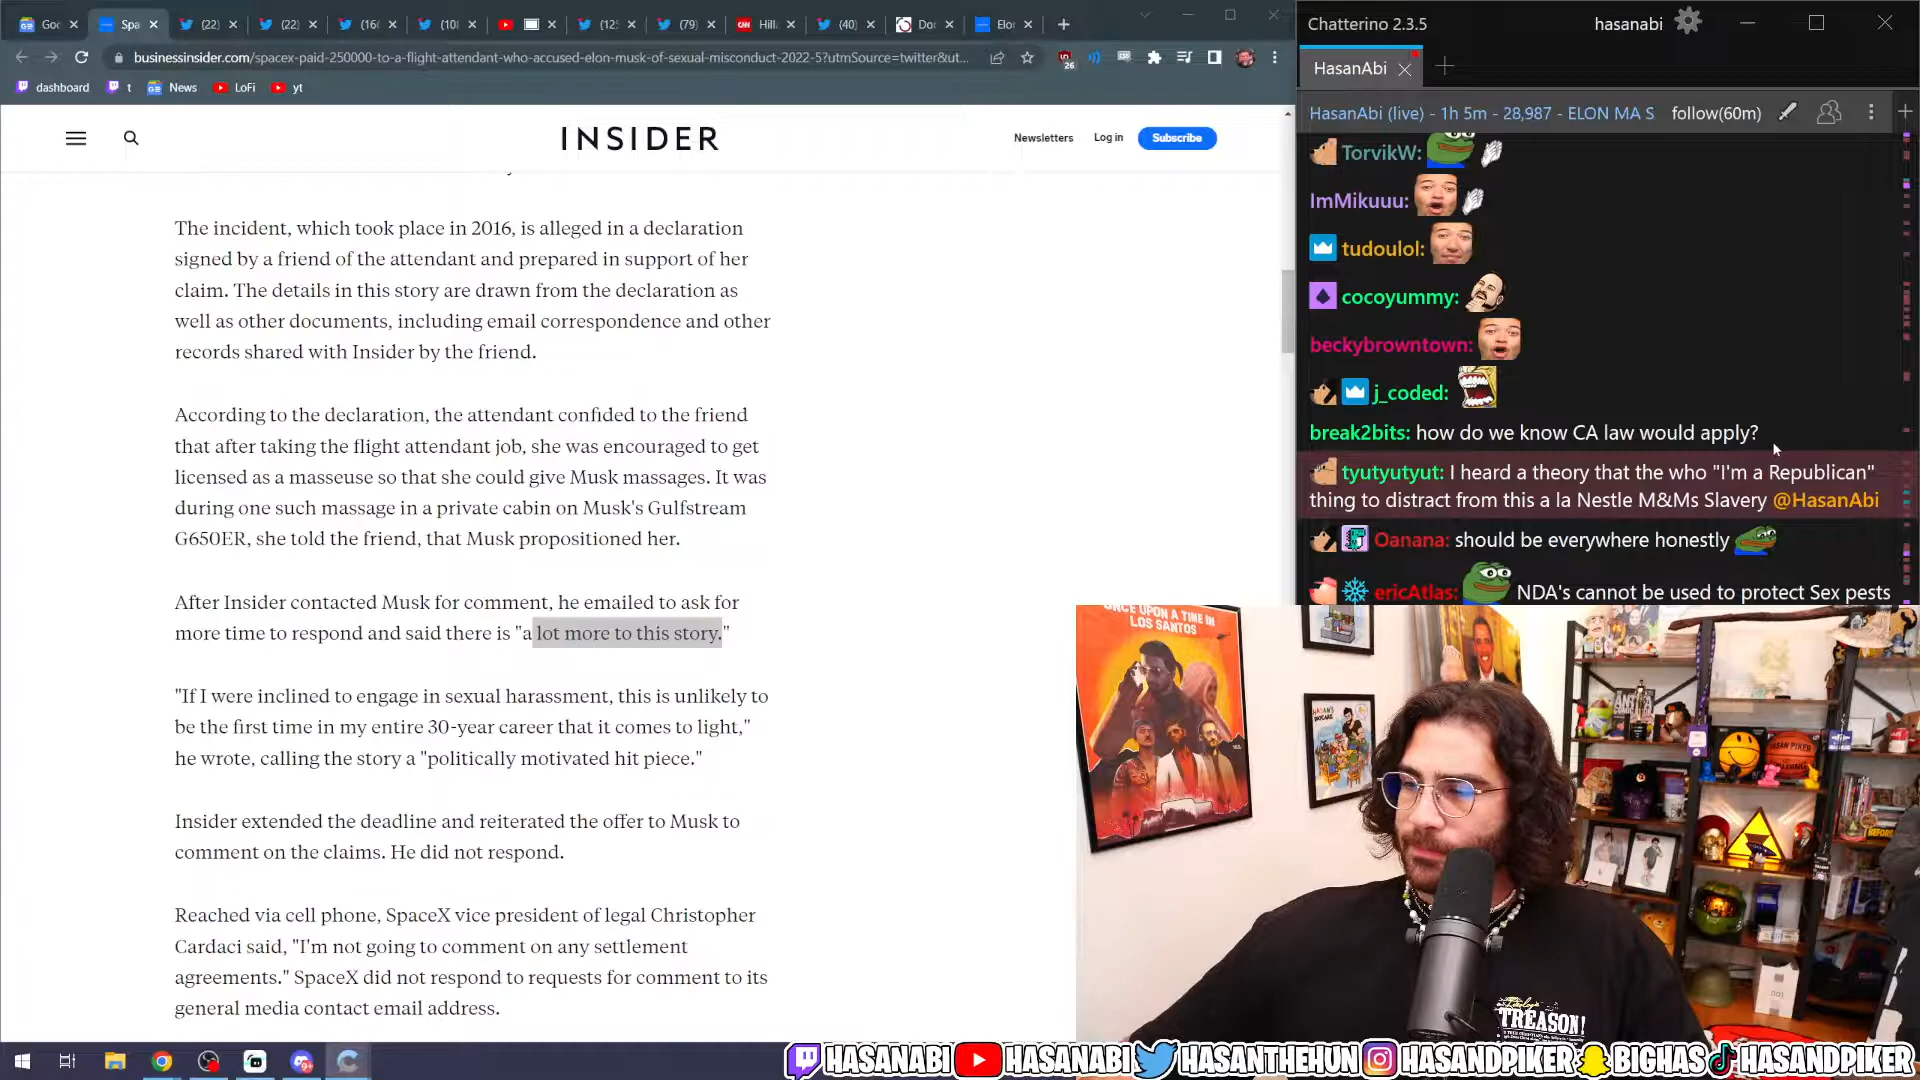 Goo
Spa
(22)
(22)
(16
(10
(12
(79)
Hill
(40)
Do
Elo
businessinsider.com/spacex-paid-250000-to-a-flight-attendant-who-accused-elon-musk-of-sexual-misconduct-2022-5?utmSource=twitter&ut...
26
dashboard
t
News
LoFi
yt
INSIDER
Newsletters
Log in
Subscribe
The incident, which took place in 2016, is alleged in a declaration
signed by a friend of the attendant and prepared in support of her
claim. The details in this story are drawn from the declaration as
well as other documents, including email correspondence and other
records shared with Insider by the friend.
According to the declaration, the attendant confided to the friend
that after taking the flight attendant job, she was encouraged to get
licensed as a masseuse so that she could give Musk massages. It was
during one such massage in a private cabin on Musk's Gulfstream
G650ER, she told the friend, that Musk propositioned her.
After Insider contacted Musk for comment, he emailed to ask for
more time to respond and said there is "a lot more to this story."
"If I were inclined to engage in sexual harassment, this is unlikely to
be the first time in my entire 30-year career that it comes to light,"
he wrote, calling the story a "politically motivated hit piece."
Insider extended the deadline and reiterated the offer to Musk to
comment on the claims. He did not respond.
Reached via cell phone, SpaceX vice president of legal Christopher
Cardaci said, "I'm not going to comment on any settlement
agreements." SpaceX did not respond to requests for comment to its
general media contact email address.
Chatterino 2.3.5
hasanabi
HasanAbi
HasanAbi (live) - 1h 5m - 28,987 - ELON MA S
follow(60m)
TorvikW:
ImMikuuu:
tudoulol:
cocoyummy:
beckybrowntown:
j_coded:
break2bits: how do we know CA law would apply?
tyutyutyut: I heard a theory that the who "I'm a Republican"
thing to distract from this a la Nestle M&Ms Slavery @HasanAbi
Oanana: should be everywhere honestly
ericAtlas: NDA's cannot be used to protect Sex pests
ONCE UPON A TIME IN
LOS SANTOS
TREASON!
HASANABI
HASANABI
HASANTHEHUN
HASANDPIKER
BIGHAS
HASANDPIKER